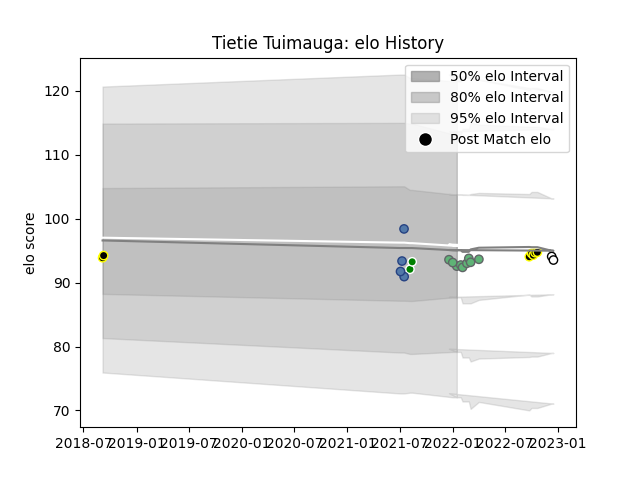 Tietie Tuimauga: elo History
50% elo Interval
80% elo Interval
95% elo Interval
Post Match elo
elo score
120
110
100
90
80
70
2018-07 2019-01 2019-07 2020-01 2020-07 2021-01 2021-07 2022-01 2022-07 2023-01